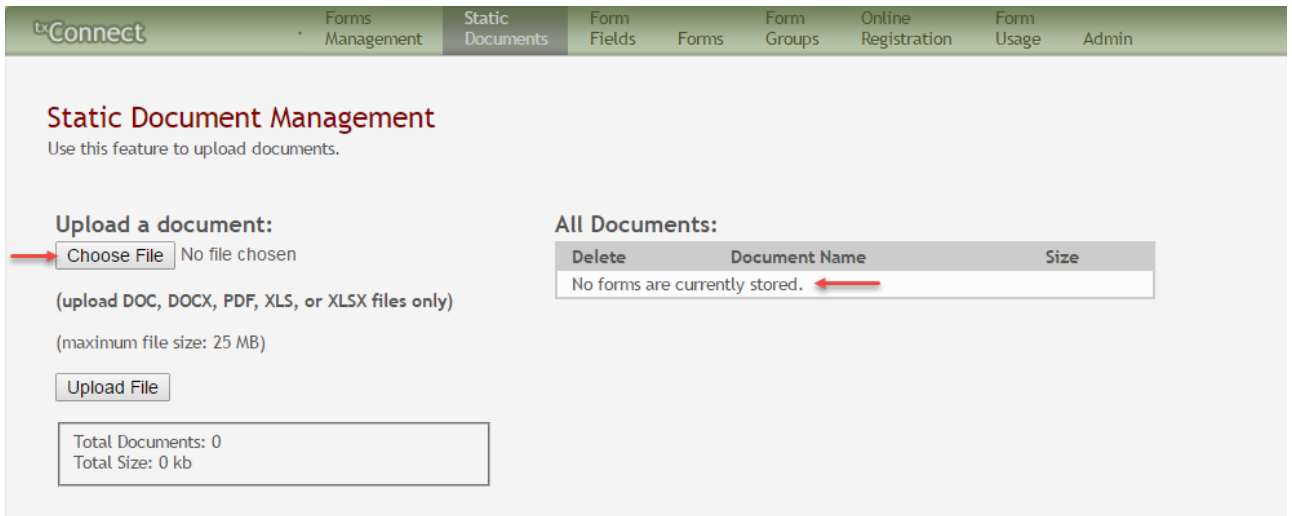 txConnect
Forms Management
Static Documents
Form Fields
Forms
Form Groups
Online Registration
Form Usage
Admin
Static Document Management
Use this feature to upload documents.
Upload a document:
Choose File No file chosen
(upload DOC, DOCX, PDF, XLS, or XLSX files only)
(maximum file size: 25 MB)
Upload File
Total Documents: 0
Total Size: 0 kb
All Documents:
Delete Document Name Size
No forms are currently stored.